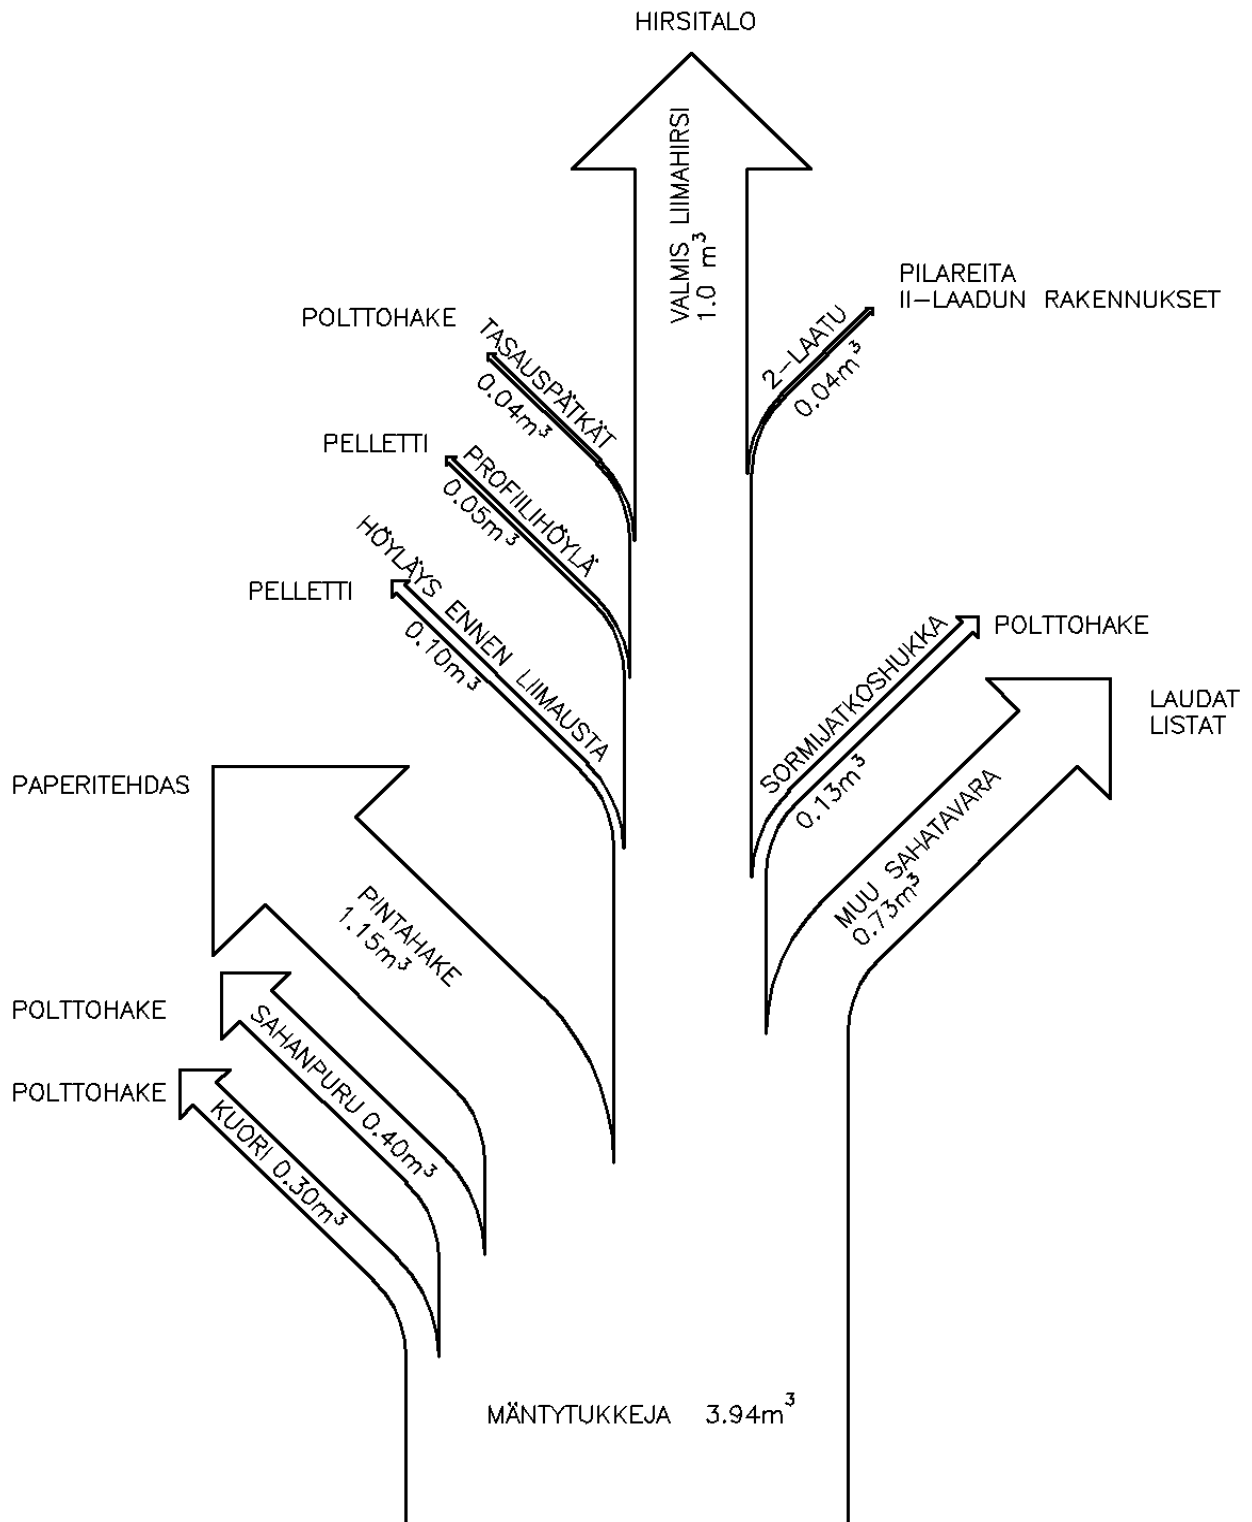 HIRSITALO
VALMIS LIIMAHIRSI
1.0 m³
PILAREITA
II-LAADUN RAKENNUKSET
2-LAATU
0.04m³
POLTTOHAKE
TASAUSPÄTKÄT
0.04m³
PELLETTI
PROFIILIHÖYLÄ
0.05m³
PELLETTI
HÖYLÄYS ENNEN LIIMAUSTA
0.10m³
SORMIJATKOSHUKKA
0.13m³
POLTTOHAKE
LAUDAT
LISTAT
MUU SAHATAVARA
0.73m³
PAPERITEHDAS
PINTAHAKE
1.15m³
POLTTOHAKE
SAHANPURU 0.40m³
POLTTOHAKE
KUORI 0.30m³
MÄNTYTUKKEJA 3.94m³